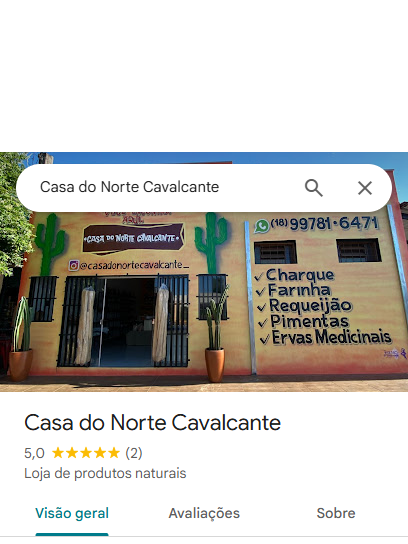 Casa do Norte Cavalcante
CASA DO NORTE CAVALCANTE
@casadonortecavalcante_
(18) 99781-6471
Charque
Farinha
Requeijão
Pimentas
Ervas Medicinais
Casa do Norte Cavalcante
5,0 (2)
Loja de produtos naturais
Visão geral
Avaliações
Sobre